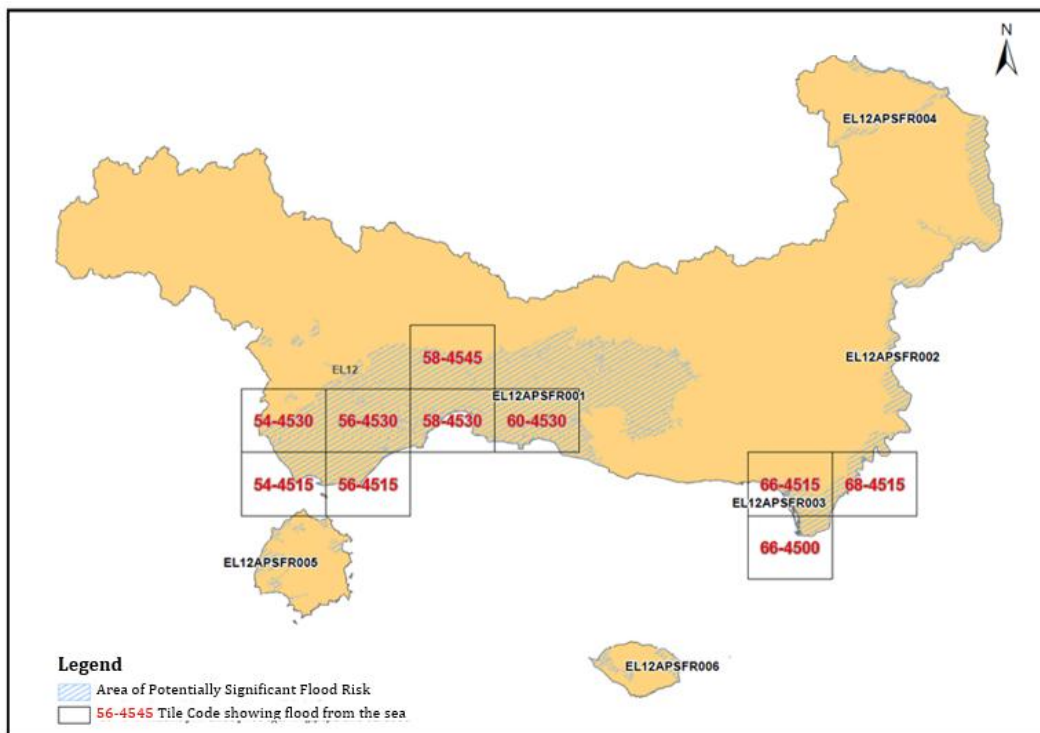 N
EL12APSFR004
EL12APSFR002
58-4545
EL12
EL12APSFR001
54-4530
56-4530
58-4530
60-4530
54-4515
56-4515
66-4515
68-4515
EL12APSFR003
66-4500
EL12APSFR005
EL12APSFR006
Legend
Area of Potentially Significant Flood Risk
56-4545 Tile Code showing flood from the sea